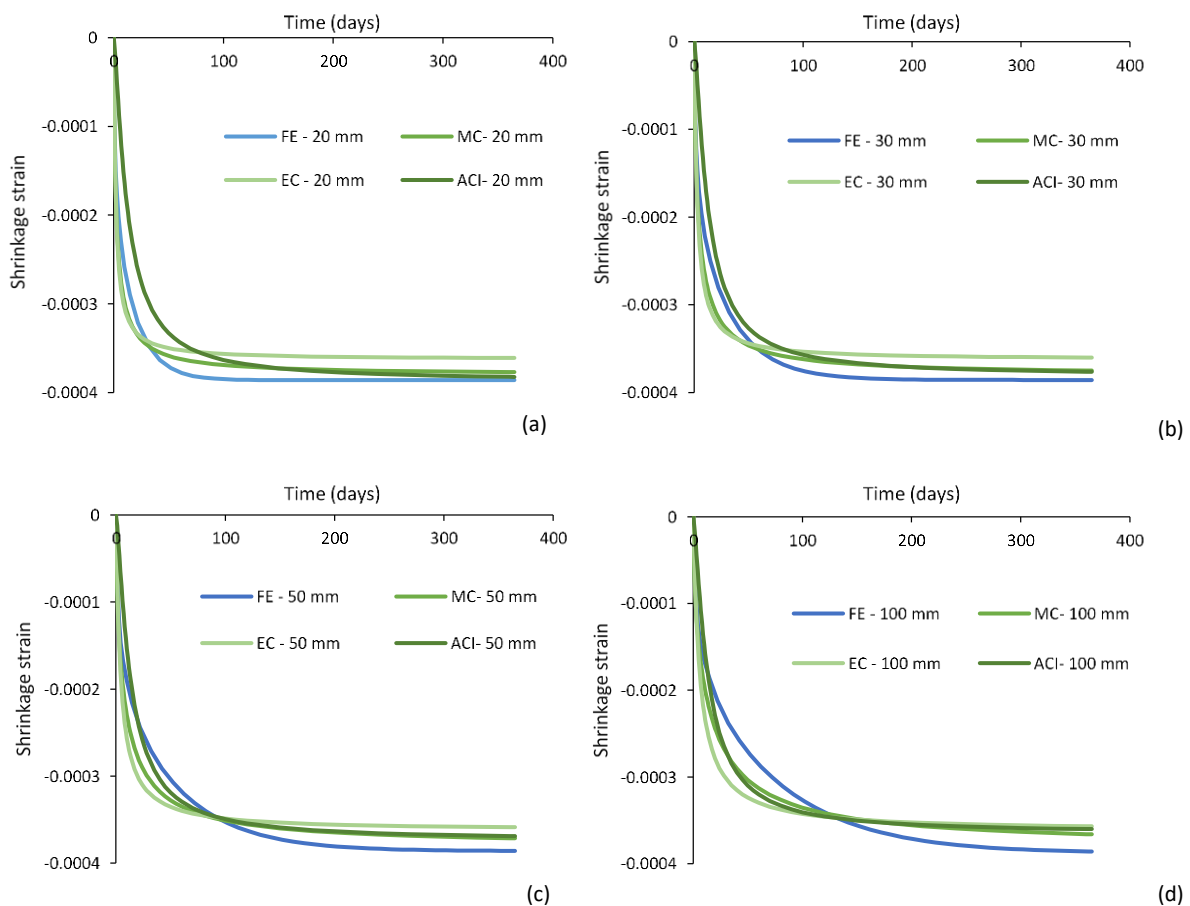 Time (days)
0
0 100 200 300 400
-0.0001
-0.0002
-0.0003
-0.0004
Shrinkage strain
FE - 20 mm MC- 20 mm
EC - 20 mm ACI- 20 mm
(a)
Time (days)
0
0 100 200 300 400
-0.0001
-0.0002
-0.0003
-0.0004
Shrinkage strain
FE - 30 mm MC- 30 mm
EC - 30 mm ACI- 30 mm
(b)
Time (days)
0
0 100 200 300 400
-0.0001
-0.0002
-0.0003
-0.0004
Shrinkage strain
FE - 50 mm MC- 50 mm
EC - 50 mm ACI- 50 mm
(c)
Time (days)
0
0 100 200 300 400
-0.0001
-0.0002
-0.0003
-0.0004
Shrinkage strain
FE - 100 mm MC- 100 mm
EC - 100 mm ACI- 100 mm
(d)